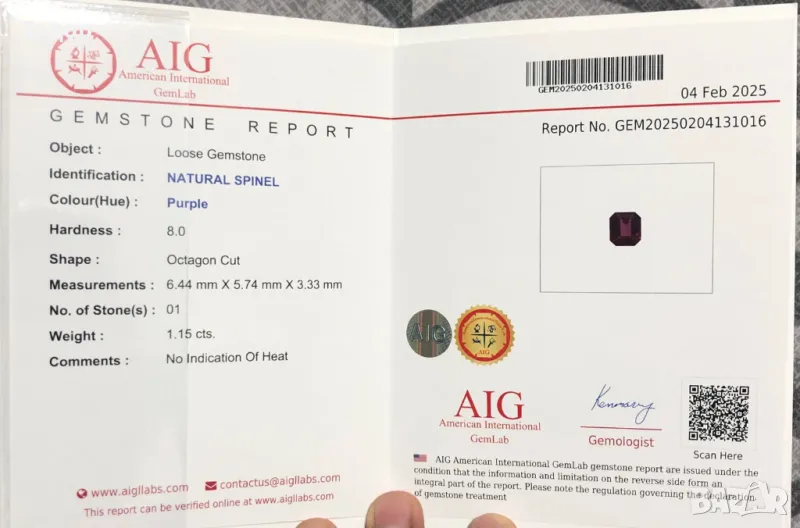 AIG
American International
GemLab
GEMSTONE REPORT
Object : Loose Gemstone
Identification : NATURAL SPINEL
Colour(Hue) : Purple
Hardness : 8.0
Shape : Octagon Cut
Measurements : 6.44 mm X 5.74 mm X 3.33 mm
No. of Stone(s) : 01
Weight : 1.15 cts.
Comments : No Indication Of Heat
www.aigllabs.com contactus@aigllabs.com
This report can be verified online at www.aigllabs.com
GEM20250204131016
04 Feb 2025
Report No. GEM20250204131016
AIG
AIG
AIG
American International
GemLab
Gemologist
Scan Here
AIG American International GemLab gemstone report are issued under the
condition that the information and limitation on the reverse side form an
integral part of the report. Please note the regulation governing the declaration
of gemstone treatment
BAZAR